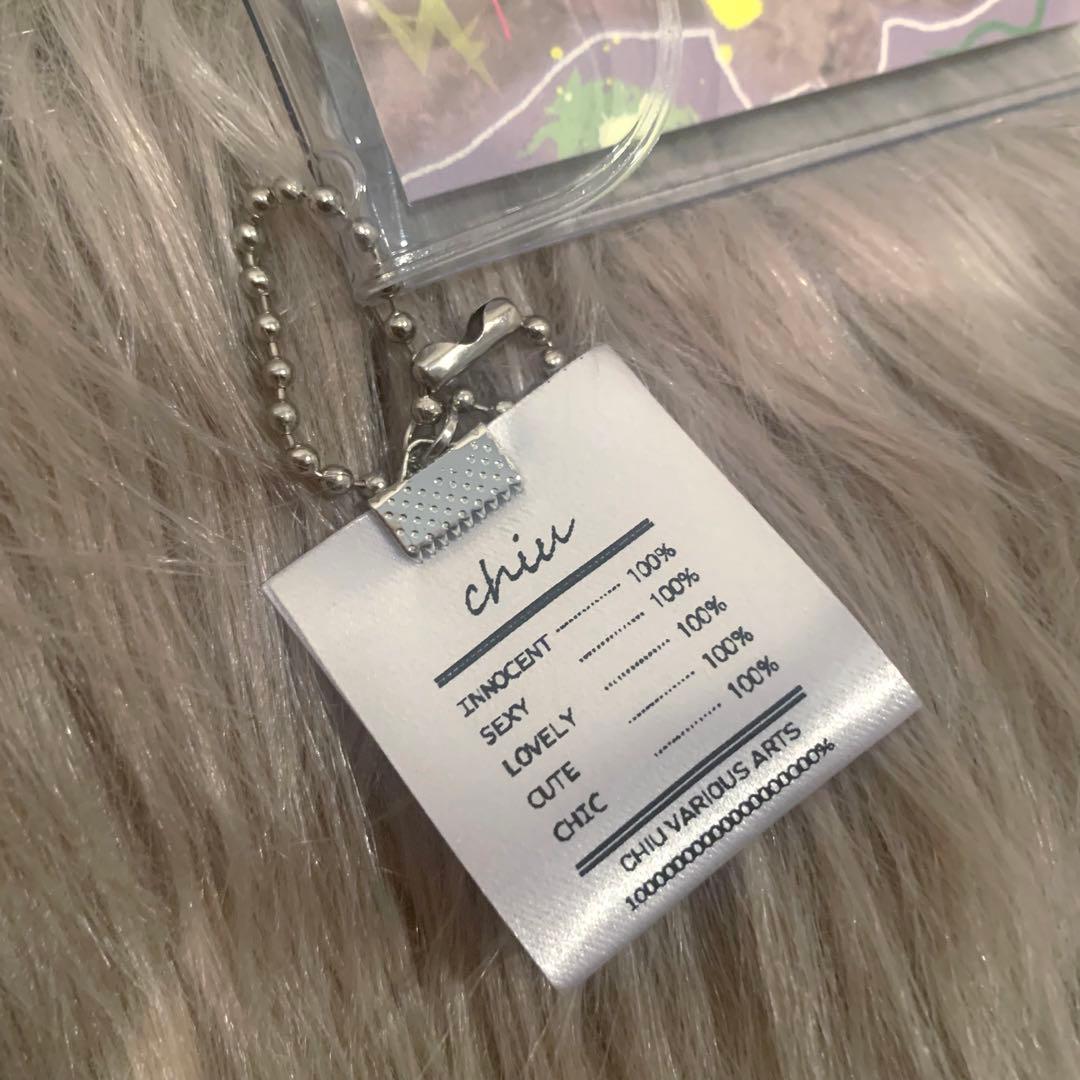 chiu
INNOCENT ............ 100%
SEXY ............ 100%
LOVELY ............ 100%
CUTE ............ 100%
CHIC ............ 100%
CHIU VARIOUS ARTS
1000000000000000000%